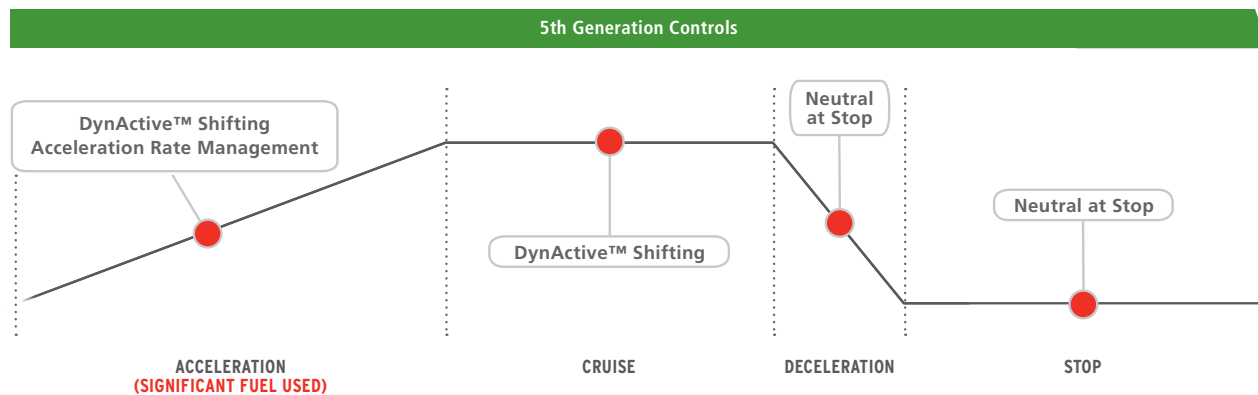 5th Generation Controls
DynActive™ Shifting
Acceleration Rate Management
DynActive™ Shifting
Neutral
at Stop
Neutral at Stop
ACCELERATION
(SIGNIFICANT FUEL USED)
CRUISE
DECELERATION
STOP